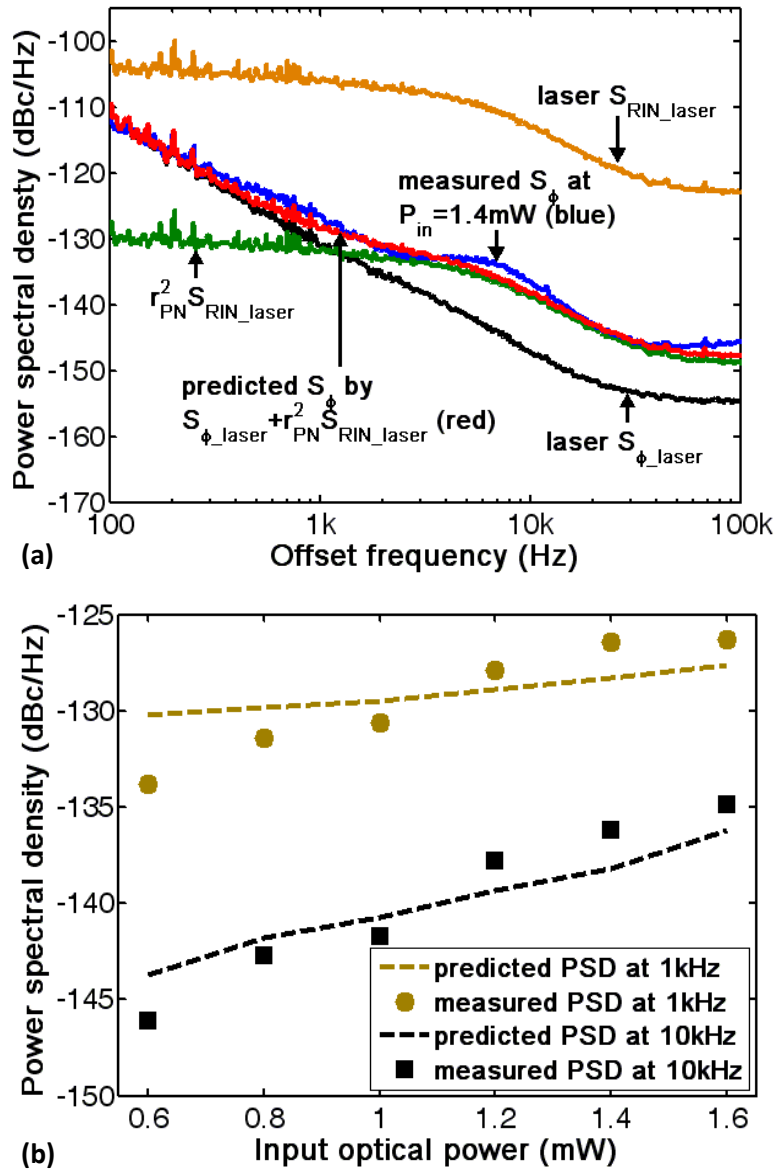 Power spectral densty (dBc/Hz)
-100
-110
-120
-130
-140
-150
-160
-170
laser S_RIN_laser
measured S_ϕ at
P_in=1.4mW (blue)
r²_PN S_RIN_laser
predicted S_ϕ by
S_ϕ_laser+r²_PN S_RIN_laser (red)
laser S_ϕ_laser
100 1k 10k 100k
(a) Offset frequency (Hz)
Power spectral density (dBc/Hz)
-125
-130
-135
-140
-145
-150
predicted PSD at 1kHz
measured PSD at 1kHz
predicted PSD at 10kHz
measured PSD at 10kHz
0.6 0.8 1 1.2 1.4 1.6
(b) Input optical power (mW)